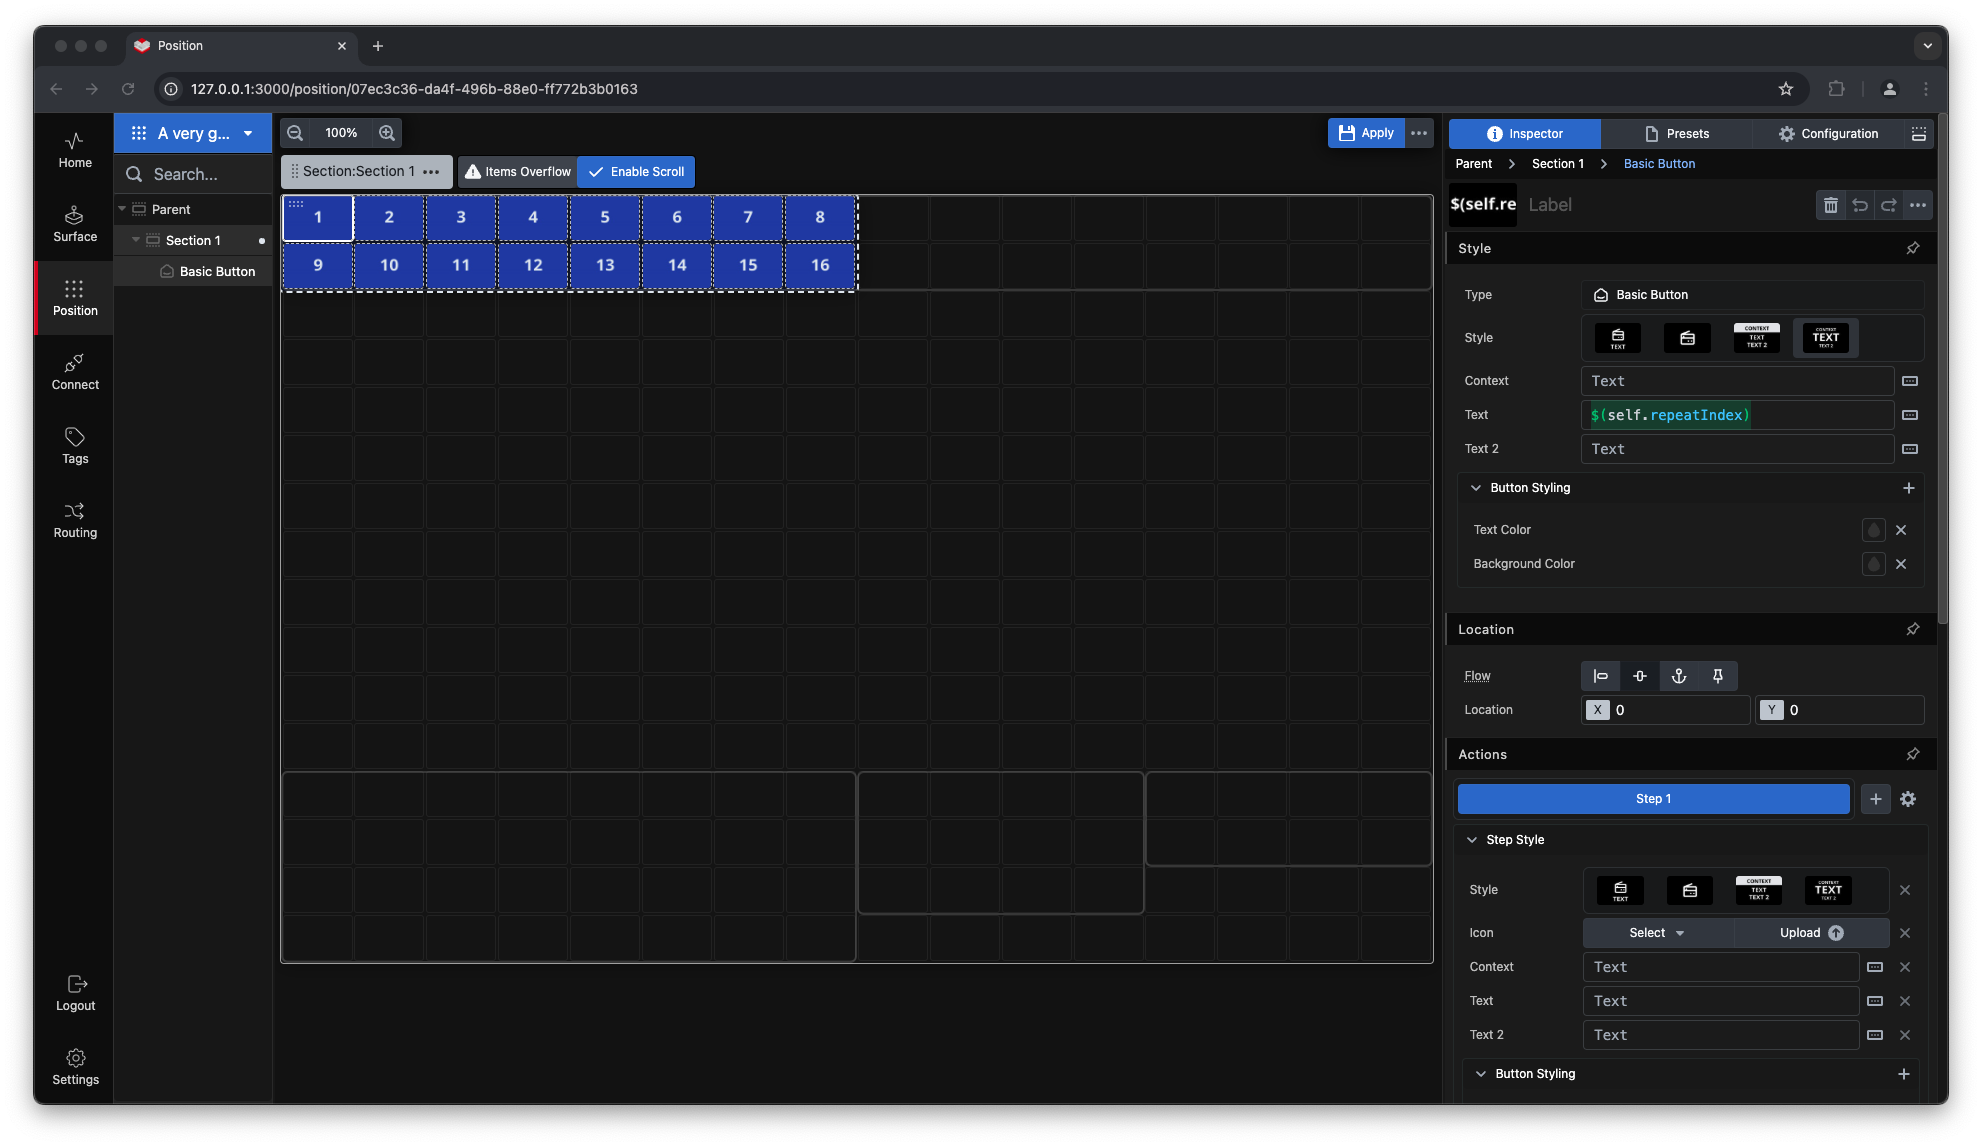 Position
127.0.0.1:3000/position/07ec3c36-da4f-496b-88e0-ff772b3b0163
Home
Surface
Position
Connect
Tags
Routing
Logout
Settings
A very g...
Search...
Parent
Section 1
Basic Button
100%
Apply
Section:Section 1
Items Overflow
Enable Scroll
1 2 3 4 5 6 7 8
9 10 11 12 13 14 15 16
Inspector
Presets
Configuration
Parent > Section 1 > Basic Button
$(self.re
Label
Style
Type
Basic Button
Style
TEXT
CONTEXT
TEXT
TEXT 2
CONTEXT
TEXT
TEXT 2
Context
Text
Text
$(self.repeatIndex)
Text 2
Text
Button Styling
Text Color
Background Color
Location
Flow
Location
X 0
Y 0
Actions
Step 1
Step Style
Style
TEXT
CONTEXT
TEXT
TEXT 2
CONTEXT
TEXT
TEXT 2
Icon
Select
Upload
Context
Text
Text
Text
Text 2
Text
Button Styling